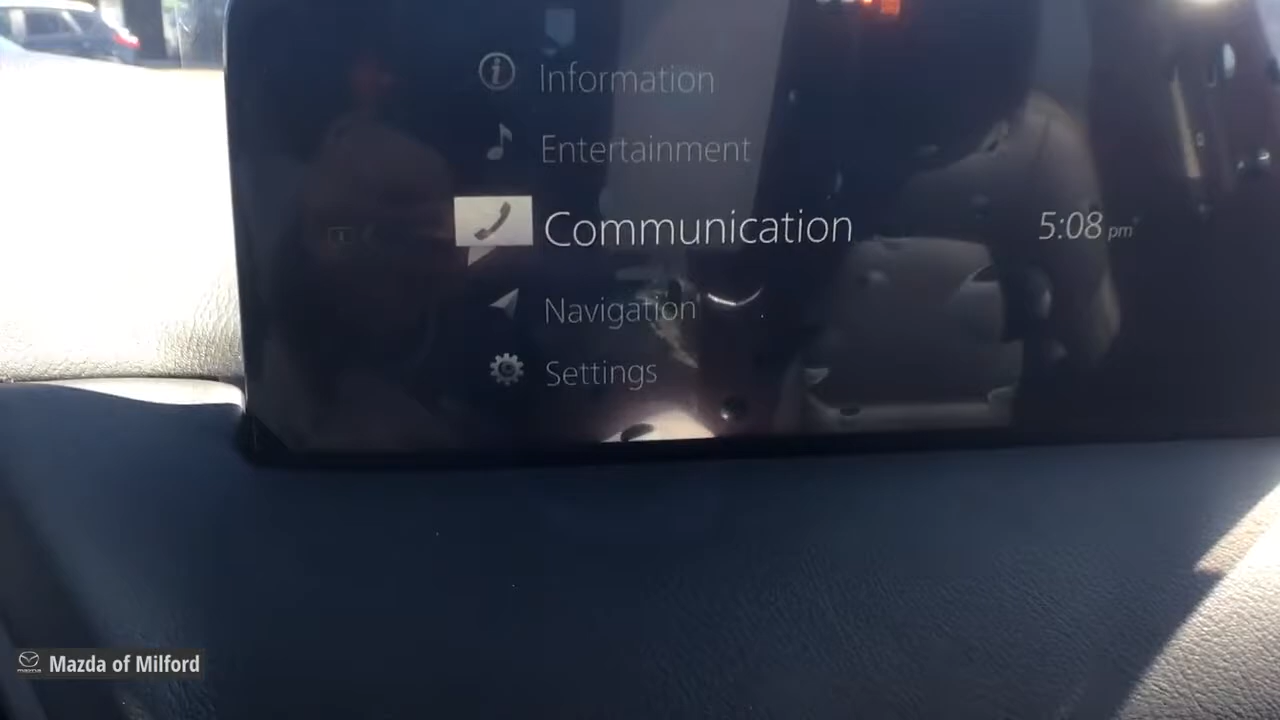 Information
Entertainment
Communication
5:08 pm
Navigation
Settings
Mazda of Milford